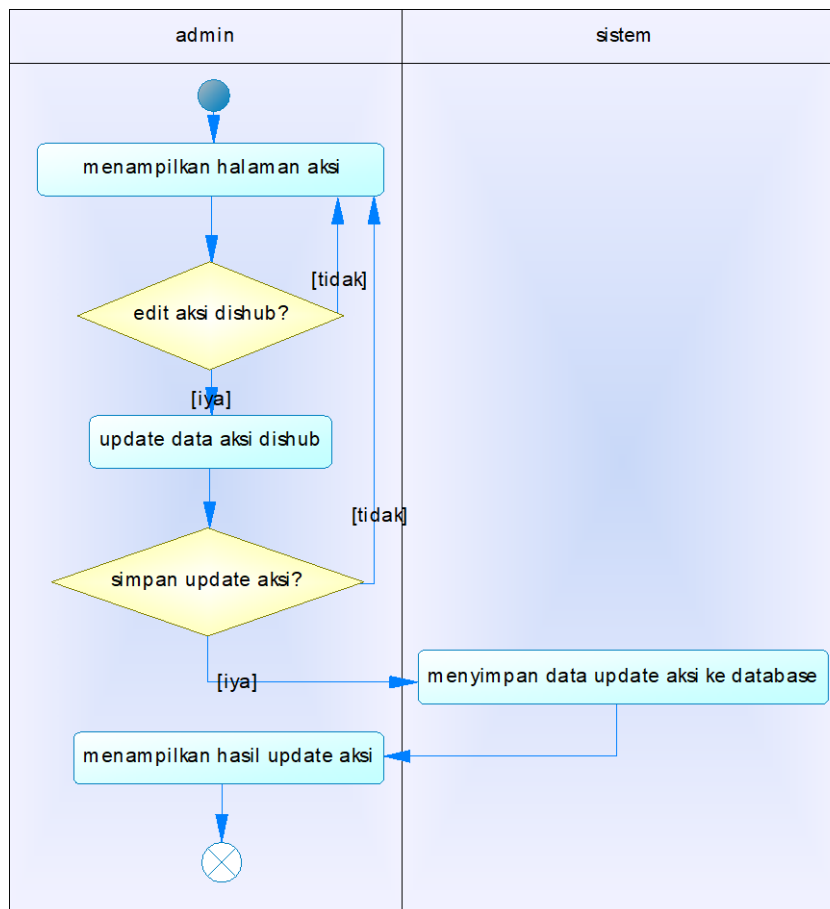 admin
sistem
menampilkan halaman aksi
[tidak]
edit aksi dishub?
[iya]
update data aksi dishub
[tidak]
simpan update aksi?
[iya]
menyimpan data update aksi ke database
menampilkan hasil update aksi